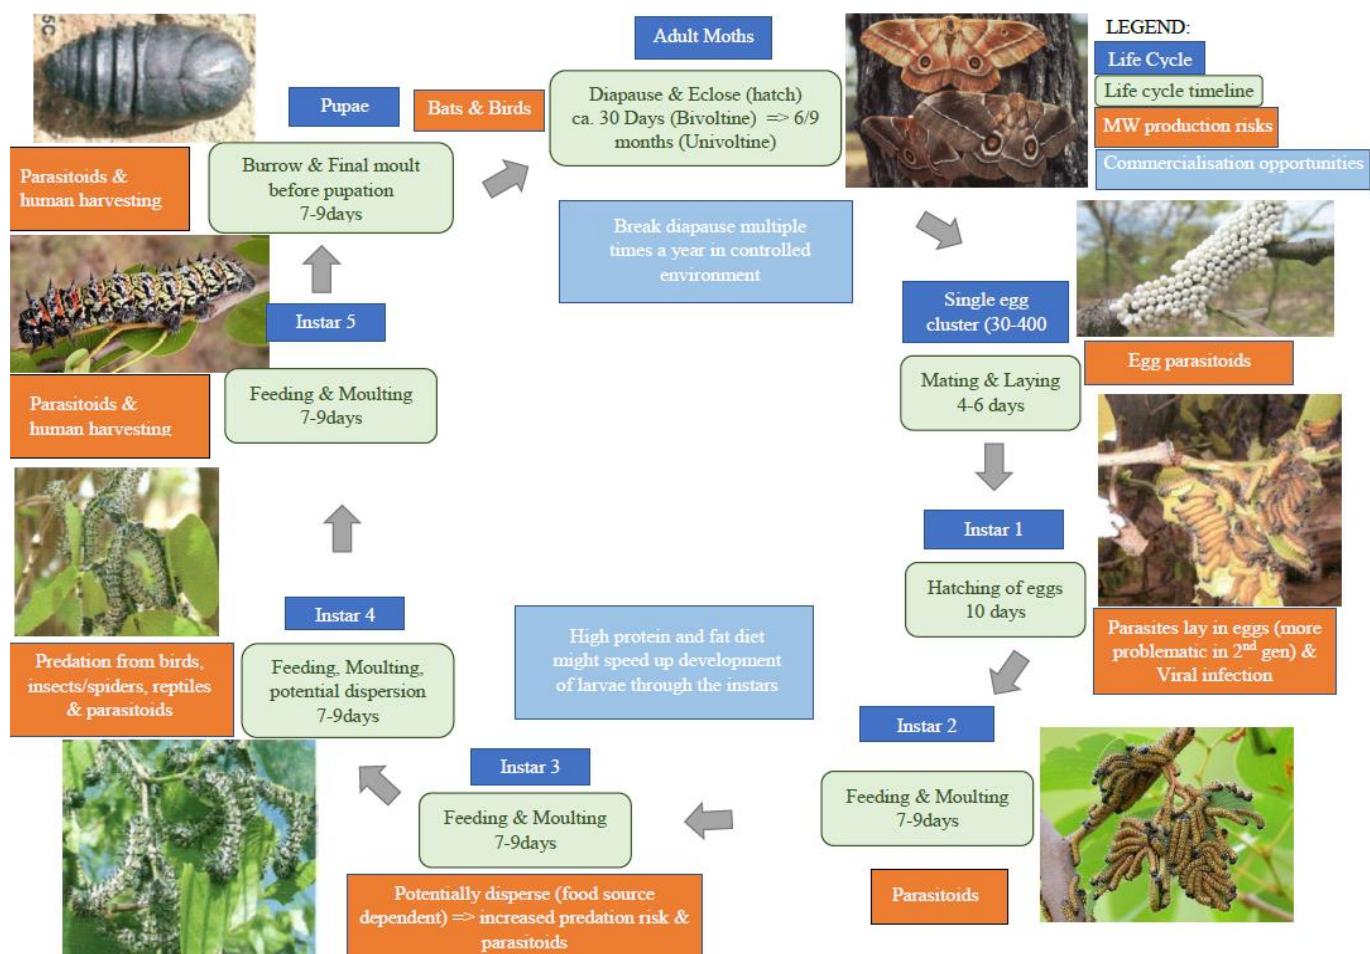 5C
Adult Moths
LEGEND:
Life Cycle
Life cycle timeline
MW production risks
Commercialisation opportunities
Diapause & Eclose (hatch)
ca. 30 Days (Bivoltine) => 6/9
months (Univoltine)
Bats & Birds
Pupae
Burrow & Final moult
before pupation
7-9days
Parasitoids &
human harvesting
Break diapause multiple
times a year in controlled
environment
Single egg
cluster (30-400
Egg parasitoids
Mating & Laying
4-6 days
Instar 5
Feeding & Moulting
7-9days
Parasitoids &
human harvesting
Instar 1
Hatching of eggs
10 days
Parasites lay in eggs (more
problematic in 2nd gen) &
Viral infection
Instar 4
Feeding, Moulting,
potential dispersion
7-9days
Predation from birds,
insects/spiders, reptiles
& parasitoids
High protein and fat diet
might speed up development
of larvae through the instars
Instar 2
Feeding & Moulting
7-9days
Parasitoids
Instar 3
Feeding & Moulting
7-9days
Potentially disperse (food source
dependent) => increased predation risk &
parasitoids